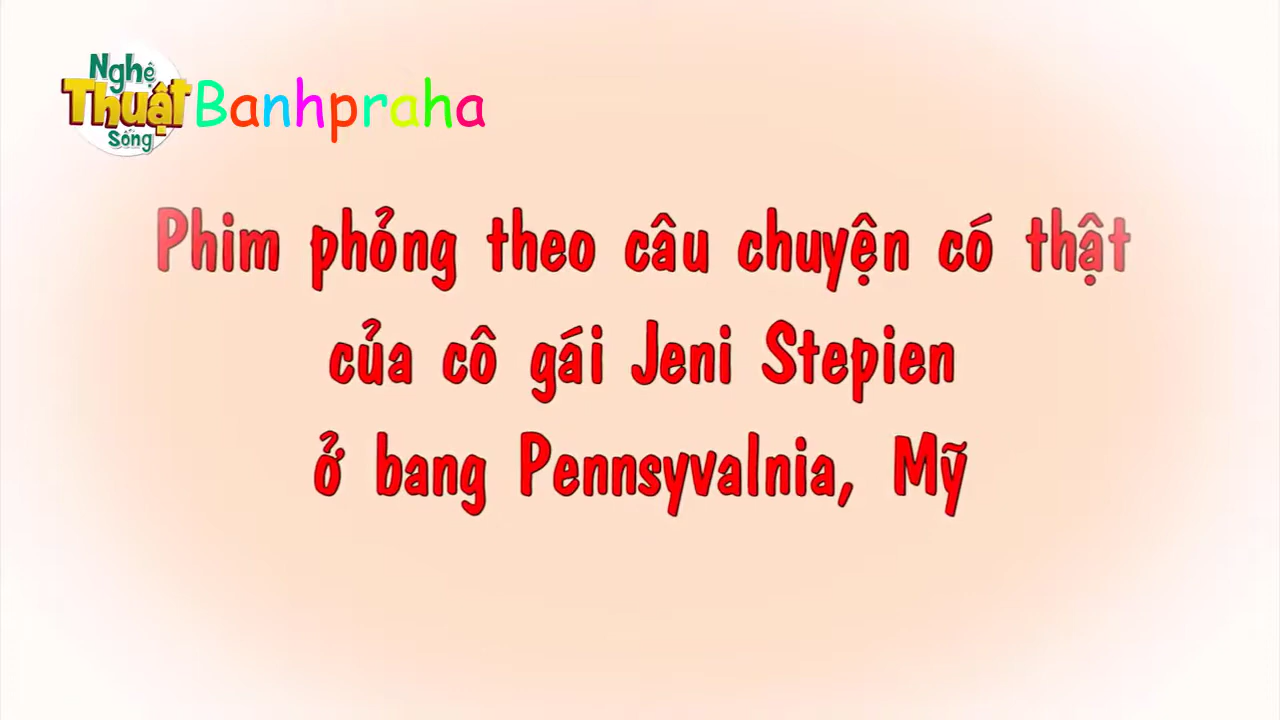 Nghệ
Thuật
Sống
Banhpraha
Phim phỏng theo câu chuyện có thật
của cô gái Jeni Stepien
ở bang Pennsyvalnia, Mỹ